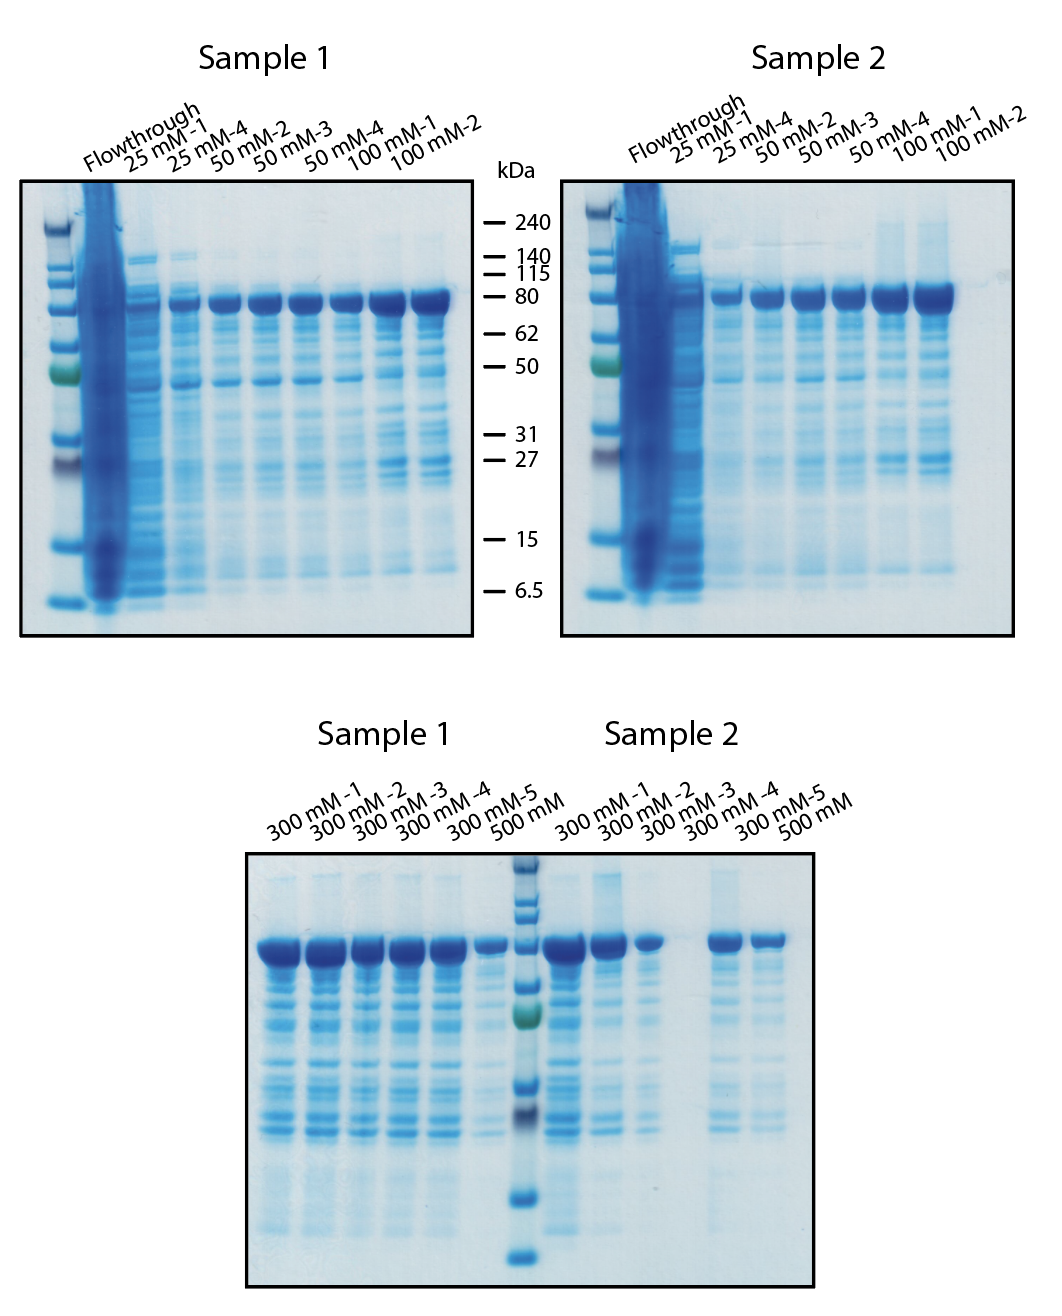 Sample 1
Sample 2
Flowthrough
25 mM -1
25 mM-4
50 mM-2
50 mM-3
50 mM-4
100 mM-1
100 mM-2
Flowthrough
25 mM -1
25 mM-4
50 mM-2
50 mM-3
50 mM-4
100 mM-1
100 mM-2
kDa
240
140
115
80
62
50
31
27
15
6.5
Sample 1
Sample 2
300 mM -1
300 mM -2
300 mM -3
300 mM -4
300 mM-5
500 mM
300 mM -1
300 mM -2
300 mM -3
300 mM -4
300 mM-5
500 mM